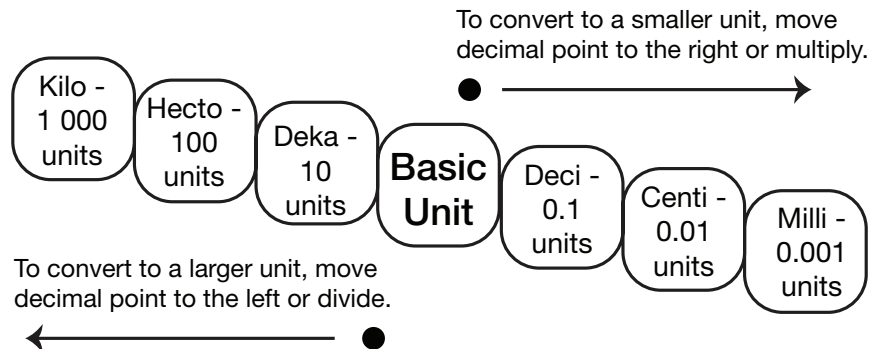 To convert to a smaller unit, move
decimal point to the right or multiply.
Kilo -
1 000
units
Hecto -
100
units
Deka -
10
units
Basic
Unit
Deci -
0.1
units
Centi -
0.01
units
Milli -
0.001
units
To convert to a larger unit, move
decimal point to the left or divide.